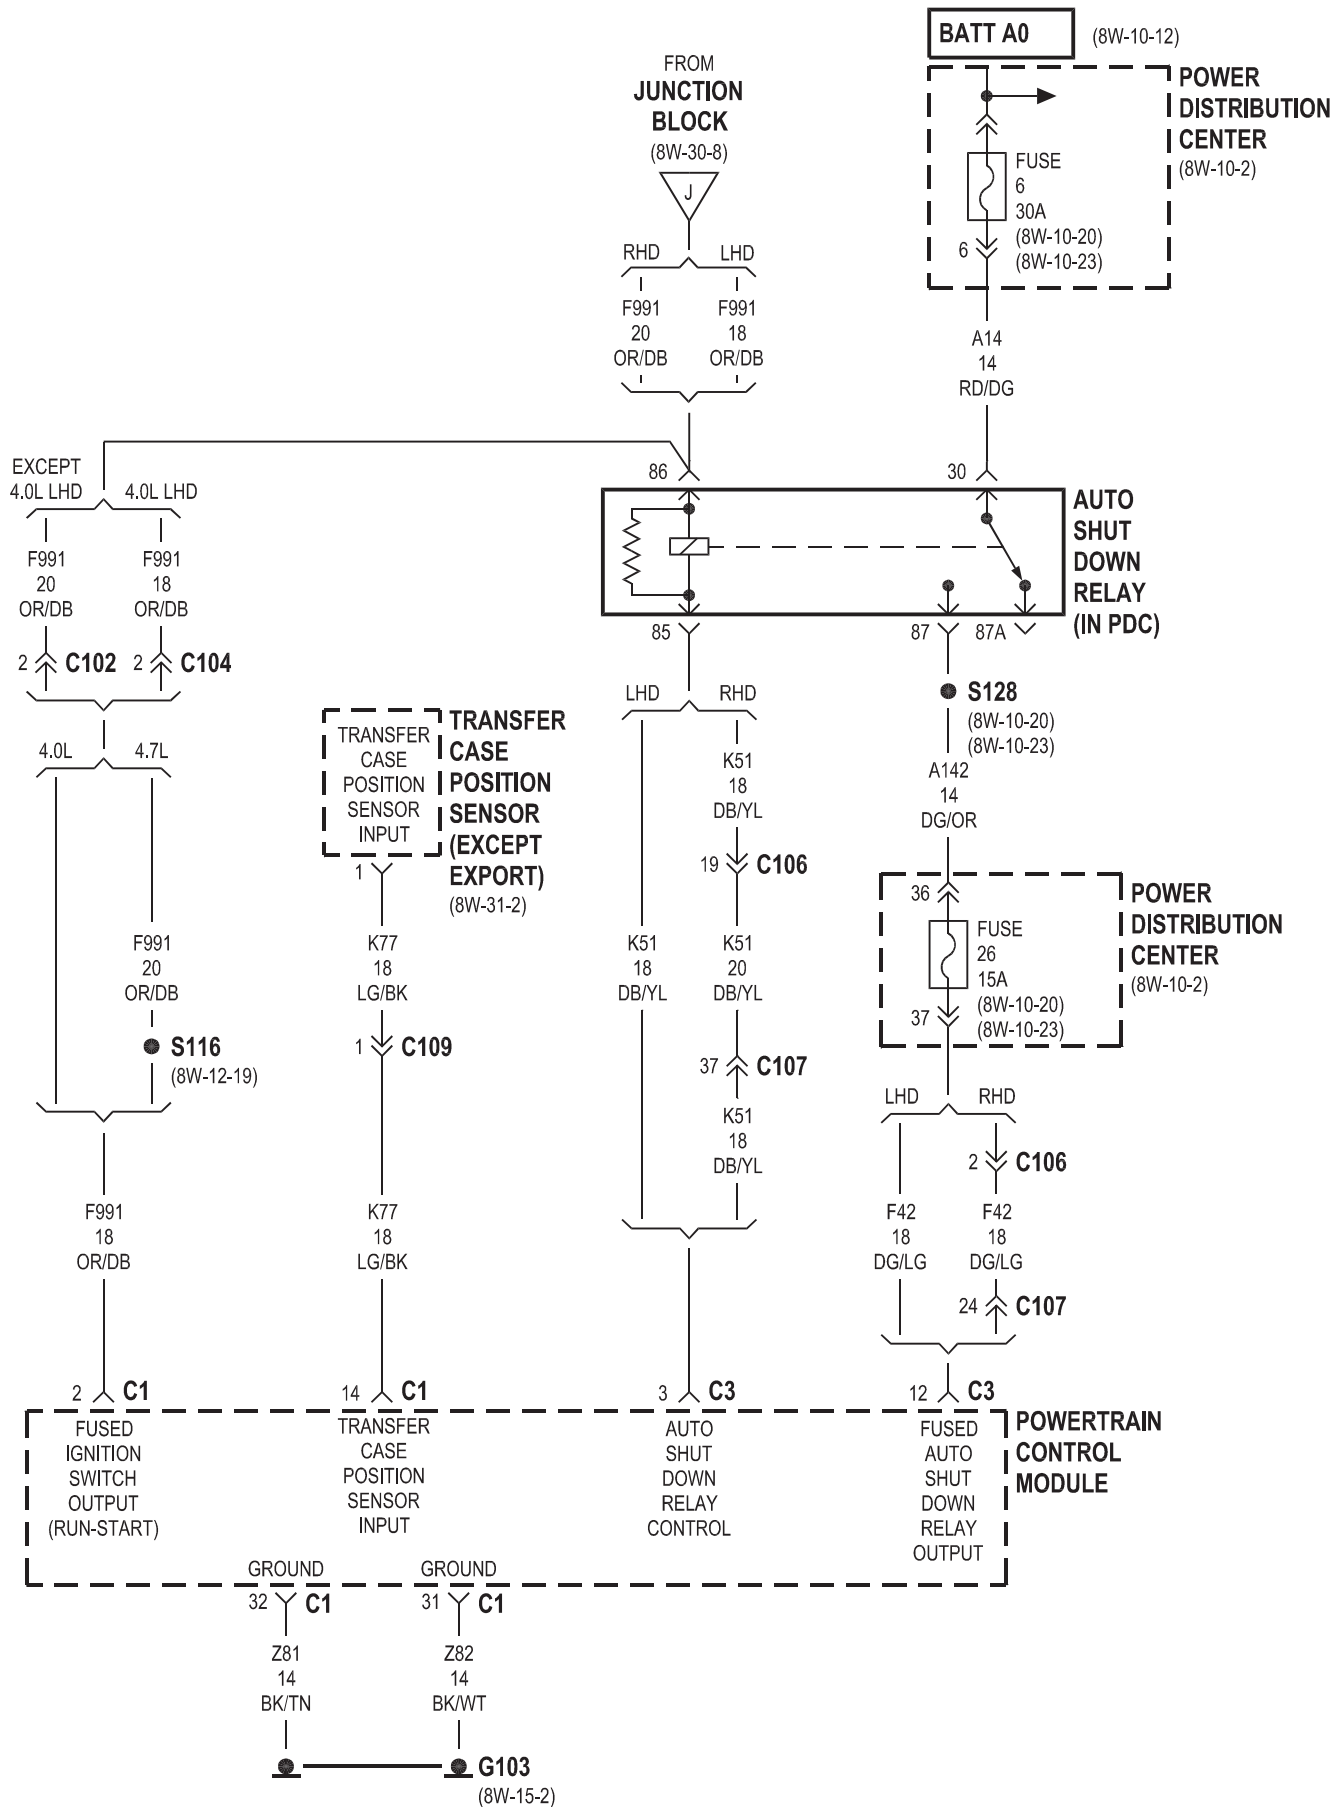 BATT A0
(8W-10-12)
FROM
JUNCTION
BLOCK
(8W-30-8)
J
POWER
DISTRIBUTION
CENTER
(8W-10-2)
FUSE
6
30A
(8W-10-20)
(8W-10-23)
6
RHD
LHD
F991
20
OR/DB
F991
18
OR/DB
A14
14
RD/DG
86
30
AUTO
SHUT
DOWN
RELAY
(IN PDC)
85
87
87A
EXCEPT
4.0L LHD
4.0L LHD
F991
20
OR/DB
F991
18
OR/DB
2
C102
2
C104
4.0L
4.7L
F991
20
OR/DB
S116
(8W-12-19)
F991
18
OR/DB
TRANSFER
CASE
POSITION
SENSOR
INPUT
TRANSFER
CASE
POSITION
SENSOR
(EXCEPT
EXPORT)
(8W-31-2)
1
K77
18
LG/BK
1
C109
K77
18
LG/BK
LHD
RHD
K51
18
DB/YL
19
C106
K51
18
DB/YL
K51
20
DB/YL
37
C107
K51
18
DB/YL
S128
(8W-10-20)
(8W-10-23)
A142
14
DG/OR
36
FUSE
26
15A
(8W-10-20)
(8W-10-23)
37
POWER
DISTRIBUTION
CENTER
(8W-10-2)
LHD
RHD
2
C106
F42
18
DG/LG
F42
18
DG/LG
24
C107
2
C1
14
C1
3
C3
12
C3
FUSED
IGNITION
SWITCH
OUTPUT
(RUN-START)
TRANSFER
CASE
POSITION
SENSOR
INPUT
AUTO
SHUT
DOWN
RELAY
CONTROL
FUSED
AUTO
SHUT
DOWN
RELAY
OUTPUT
POWERTRAIN
CONTROL
MODULE
GROUND
GROUND
32
C1
31
C1
Z81
14
BK/TN
Z82
14
BK/WT
G103
(8W-15-2)